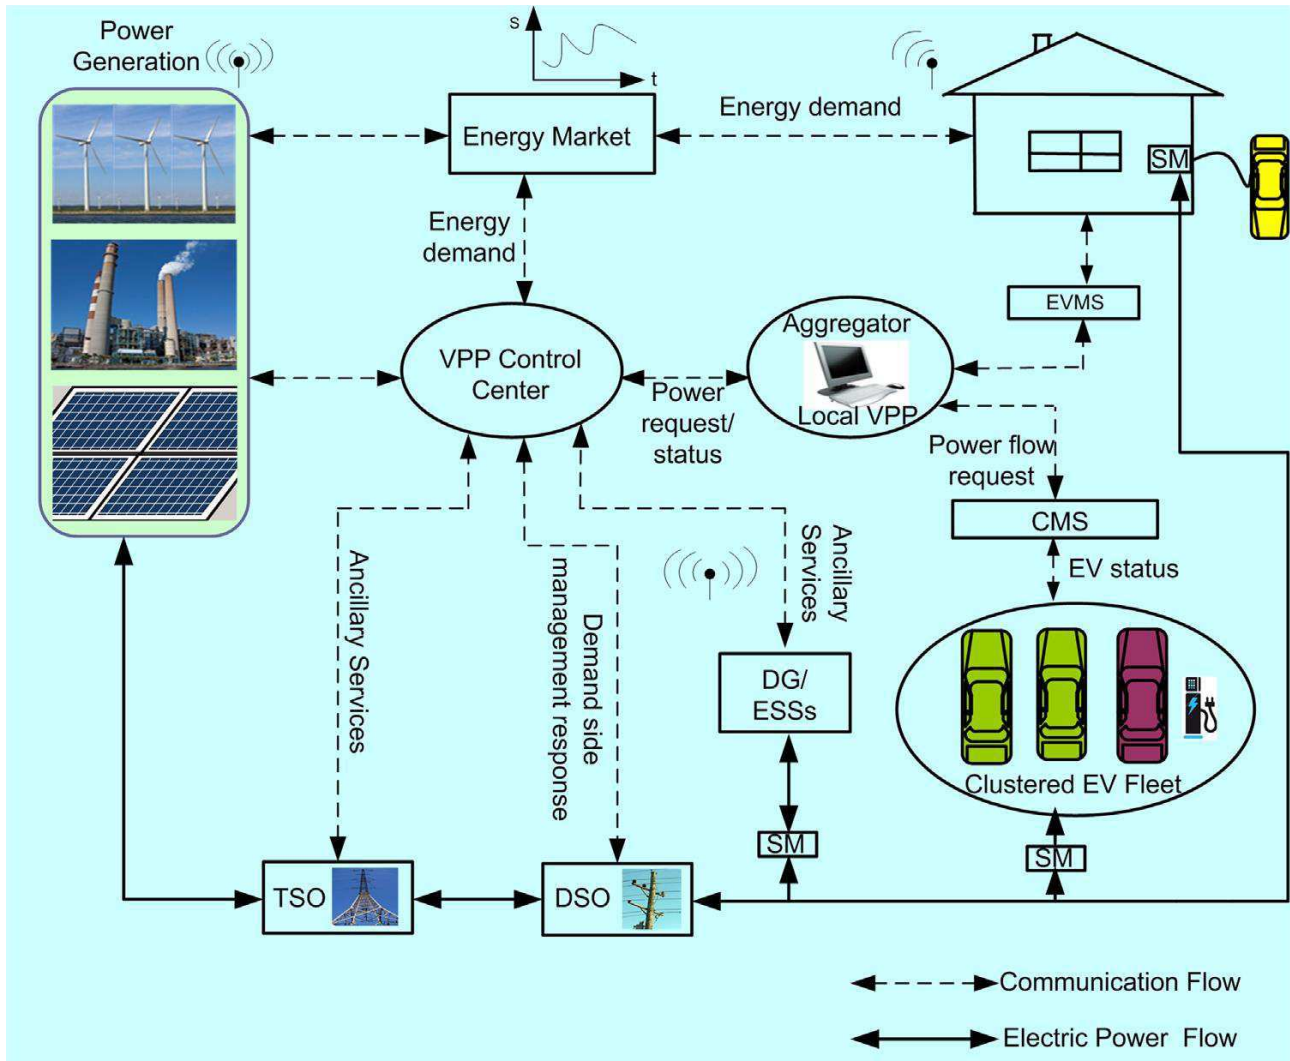 Power
Generation
s
t
Energy Market
Energy demand
SM
Energy
demand
EVMS
VPP Control
Center
Aggregator
Local VPP
Power
request/
status
Power flow
request
CMS
EV status
Ancillary Services
Demand side
management response
Ancillary
Services
DG/
ESSs
Clustered EV Fleet
SM
SM
TSO
DSO
Communication Flow
Electric Power Flow